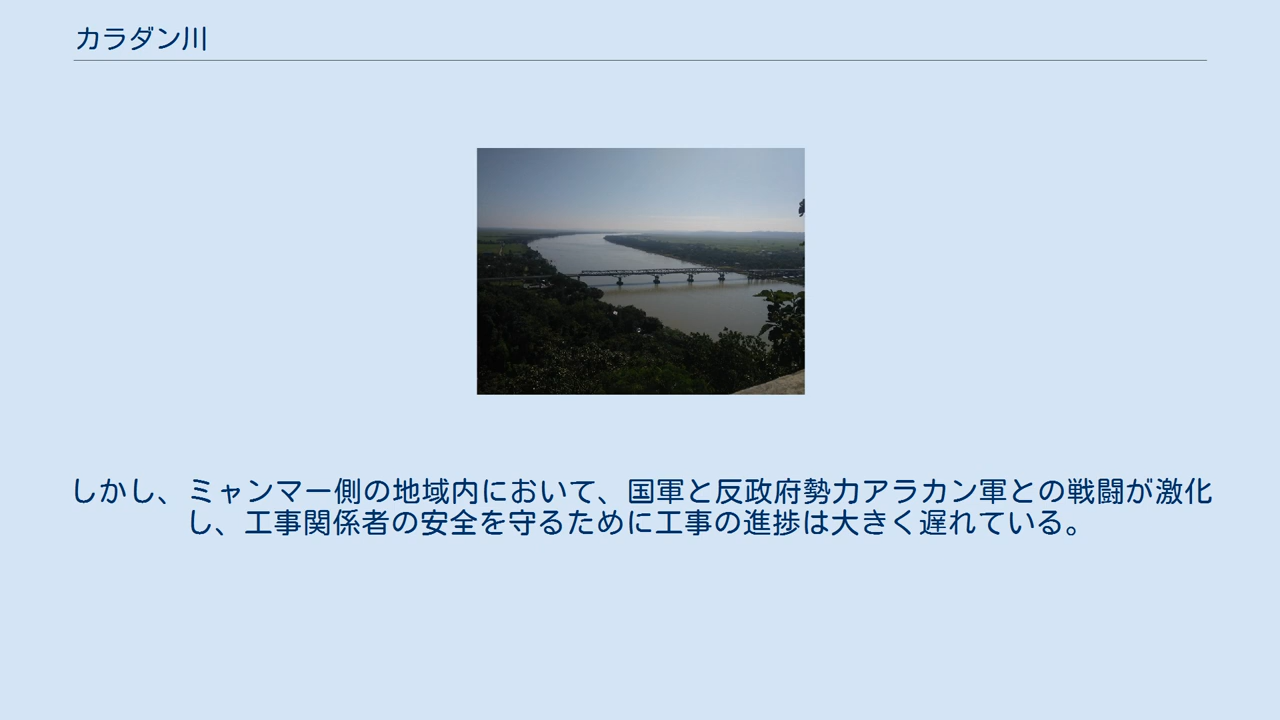 カラダン川
しかし、ミャンマー側の地域内において、国軍と反政府勢力アラカン軍との戦闘が激化
し、工事関係者の安全を守るために工事の進捗は大きく遅れている。